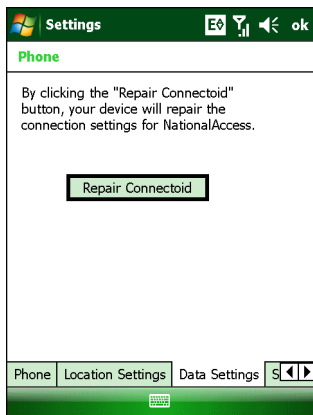 Settings
ok
Phone
By clicking the "Repair Connectoid"
button, your device will repair the
connection settings for NationalAccess.
Repair Connectoid
Phone Location Settings Data Settings S